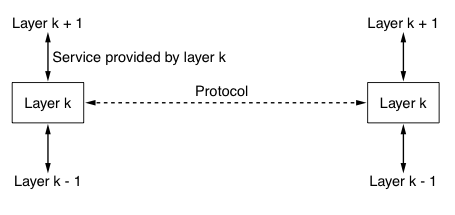 Layer k + 1
Layer k + 1
Service provided by layer k
Protocol
Layer k
Layer k
Layer k - 1
Layer k - 1